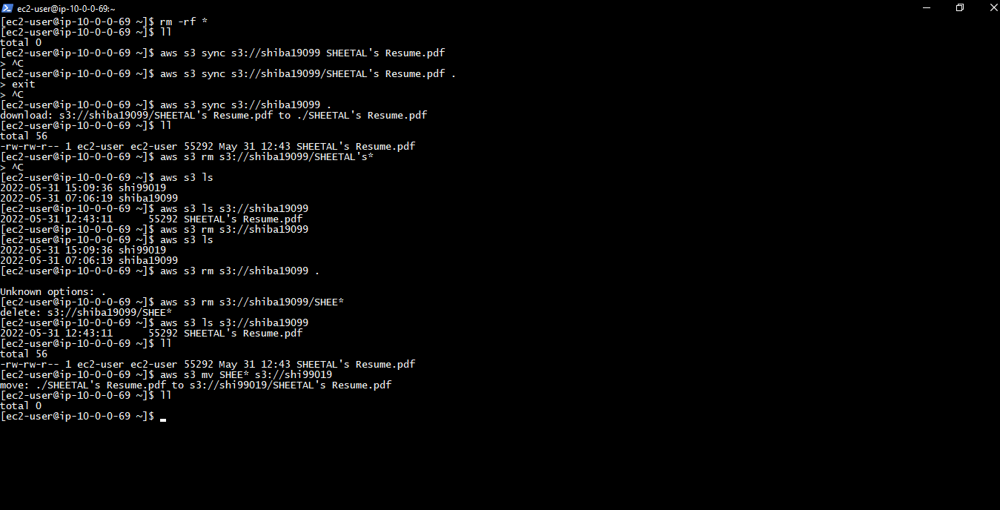 ec2-user@ip-10-0-0-69:~
[ec2-user@ip-10-0-0-69 ~]$ rm -rf *
[ec2-user@ip-10-0-0-69 ~]$ ll
total 0
[ec2-user@ip-10-0-0-69 ~]$ aws s3 sync s3://shiba19099 SHEETAL's Resume.pdf
> ^C
[ec2-user@ip-10-0-0-69 ~]$ aws s3 sync s3://shiba19099/SHEETAL's Resume.pdf .
> exit
> ^C
[ec2-user@ip-10-0-0-69 ~]$ aws s3 sync s3://shiba19099 .
download: s3://shiba19099/SHEETAL's Resume.pdf to ./SHEETAL's Resume.pdf
[ec2-user@ip-10-0-0-69 ~]$ ll
total 56
-rw-rw-r-- 1 ec2-user ec2-user 55292 May 31 12:43 SHEETAL's Resume.pdf
[ec2-user@ip-10-0-0-69 ~]$ aws s3 rm s3://shiba19099/SHEETAL's*
> ^C
[ec2-user@ip-10-0-0-69 ~]$ aws s3 ls
2022-05-31 15:09:36 shi99019
2022-05-31 07:06:19 shiba19099
[ec2-user@ip-10-0-0-69 ~]$ aws s3 ls s3://shiba19099
2022-05-31 12:43:11      55292 SHEETAL's Resume.pdf
[ec2-user@ip-10-0-0-69 ~]$ aws s3 rm s3://shiba19099
[ec2-user@ip-10-0-0-69 ~]$ aws s3 ls
2022-05-31 15:09:36 shi99019
2022-05-31 07:06:19 shiba19099
[ec2-user@ip-10-0-0-69 ~]$ aws s3 rm s3://shiba19099 .
Unknown options: .
[ec2-user@ip-10-0-0-69 ~]$ aws s3 rm s3://shiba19099/SHEE*
delete: s3://shiba19099/SHEE*
[ec2-user@ip-10-0-0-69 ~]$ aws s3 ls s3://shiba19099
2022-05-31 12:43:11      55292 SHEETAL's Resume.pdf
[ec2-user@ip-10-0-0-69 ~]$ ll
total 56
-rw-rw-r-- 1 ec2-user ec2-user 55292 May 31 12:43 SHEETAL's Resume.pdf
[ec2-user@ip-10-0-0-69 ~]$ aws s3 mv SHEE* s3://shi99019
move: ./SHEETAL's Resume.pdf to s3://shi99019/SHEETAL's Resume.pdf
[ec2-user@ip-10-0-0-69 ~]$ ll
total 0
[ec2-user@ip-10-0-0-69 ~]$